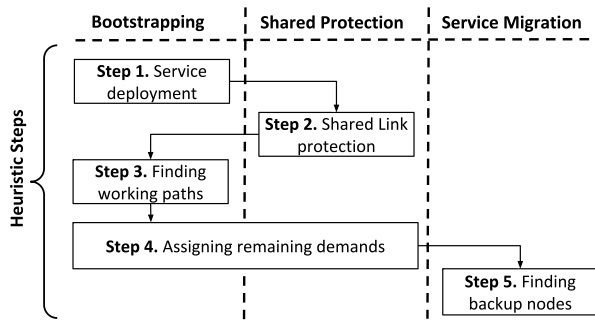 Bootstrapping
Shared Protection
Service Migration
Heuristic Steps
Step 1. Service
deployment
Step 2. Shared Link
protection
Step 3. Finding
working paths
Step 4. Assigning remaining demands
Step 5. Finding
backup nodes